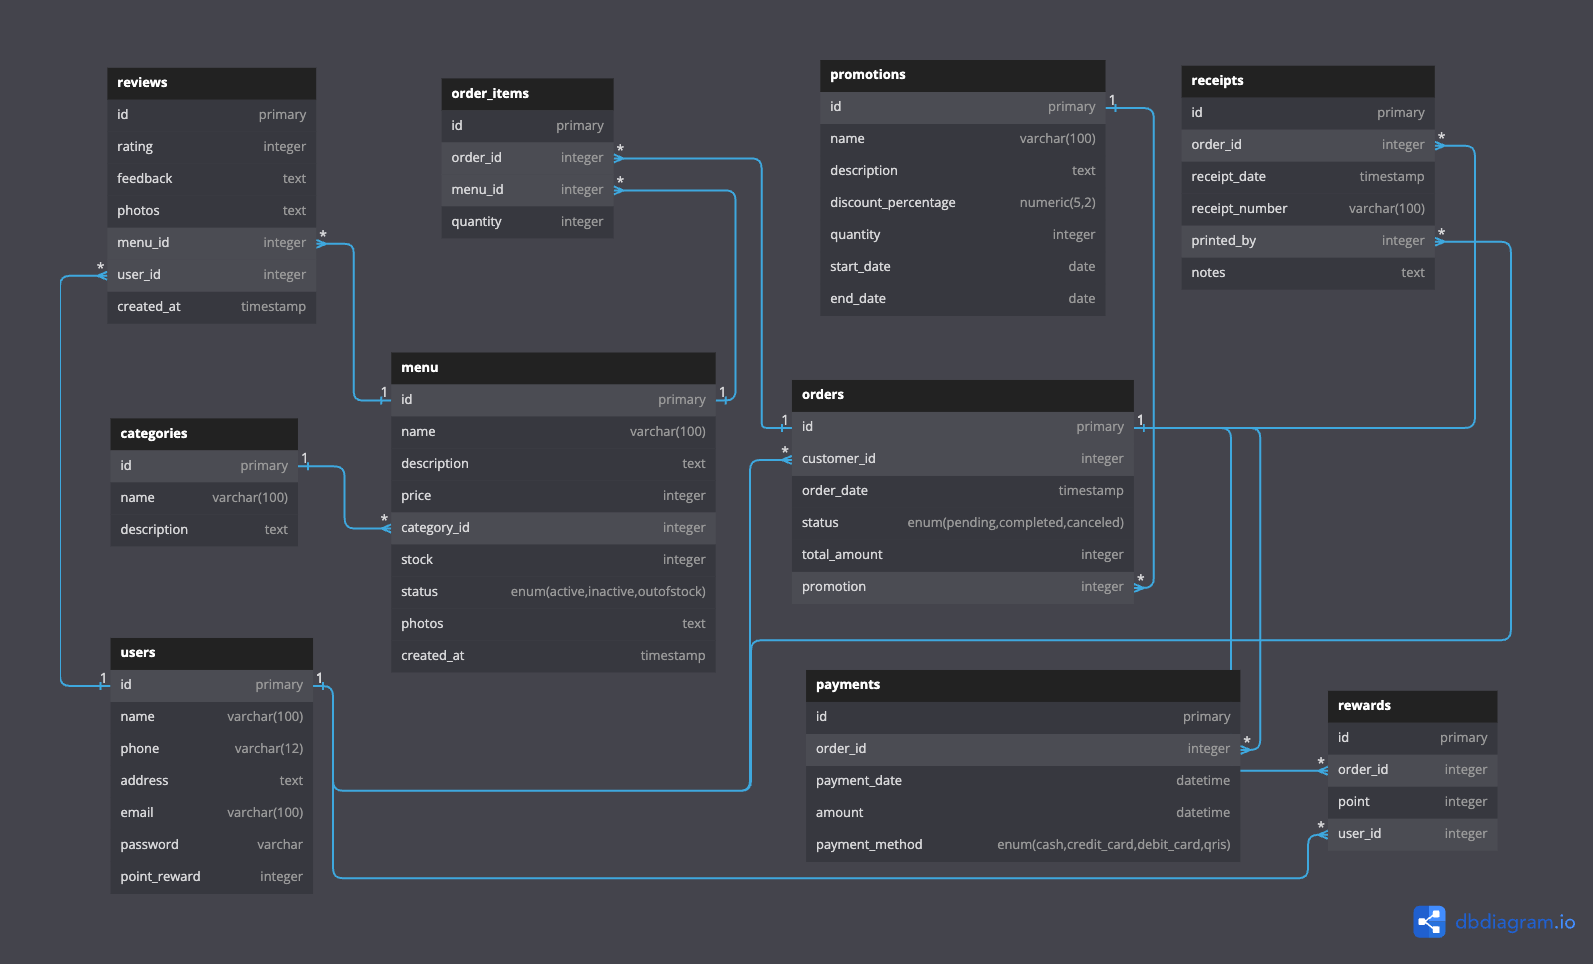 reviews
id primary
rating integer
feedback text
photos text
menu_id integer *
* user_id integer
created_at timestamp
order_items
id primary
order_id integer *
menu_id integer *
quantity integer
promotions
id primary 1
name varchar(100)
description text
discount_percentage numeric(5,2)
quantity integer
start_date date
end_date date
receipts
id primary
order_id integer *
receipt_date timestamp
receipt_number varchar(100)
printed_by integer *
notes text
menu
1 id primary 1
name varchar(100)
description text
price integer
* category_id integer
stock integer
status enum(active,inactive,outofstock)
photos text
created_at timestamp
orders
1 id primary 1
* customer_id integer
order_date timestamp
status enum(pending,completed,canceled)
total_amount integer
promotion integer *
categories
id primary 1
name varchar(100)
description text
users
1 id primary 1
name varchar(100)
phone varchar(12)
address text
email varchar(100)
password varchar
point_reward integer
payments
id primary
order_id integer *
payment_date datetime
amount datetime
payment_method enum(cash,credit_card,debit_card,qris)
rewards
id primary
* order_id integer
point integer
* user_id integer
dbdiagram.io